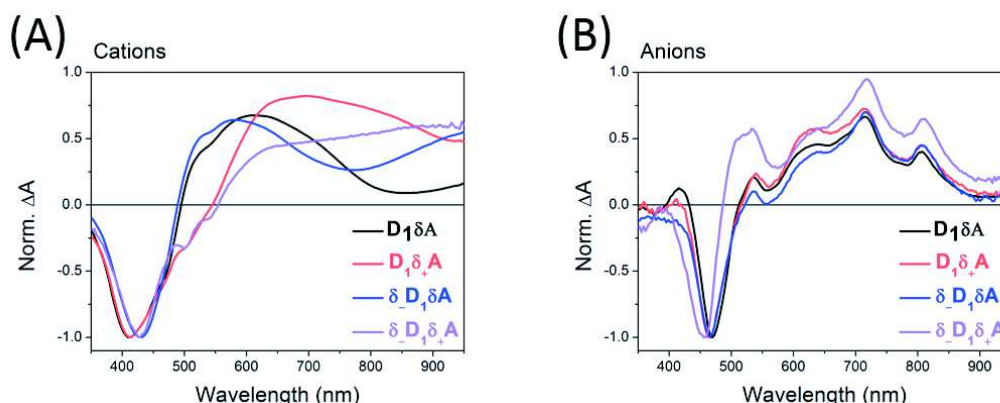 (A)
Cations
Norm. ΔA
1.0
0.5
0.0
-0.5
-1.0
D₁δA
D₁δ₊A
δ₋D₁δA
δ₋D₁δ₊A
400 500 600 700 800 900
Wavelength (nm)
(B)
Anions
Norm. ΔA
1.0
0.5
0.0
-0.5
-1.0
D₁δA
D₁δ₊A
δ₋D₁δA
δ₋D₁δ₊A
400 500 600 700 800 900
Wavelength (nm)